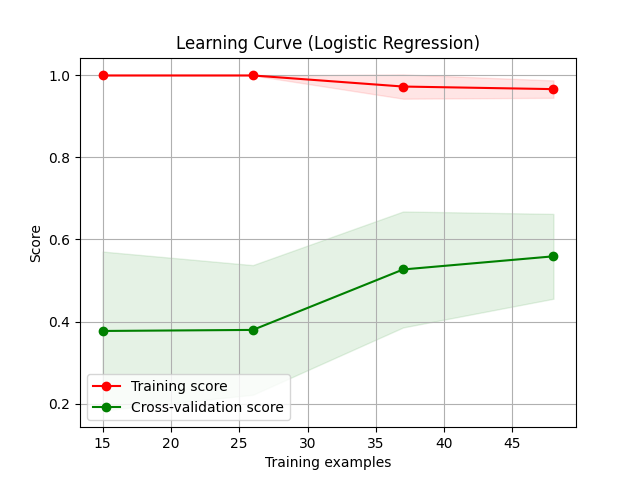 Learning Curve (Logistic Regression)
1.0
0.8
0.6
0.4
0.2
Score
Training score
Cross-validation score
15 20 25 30 35 40 45
Training examples